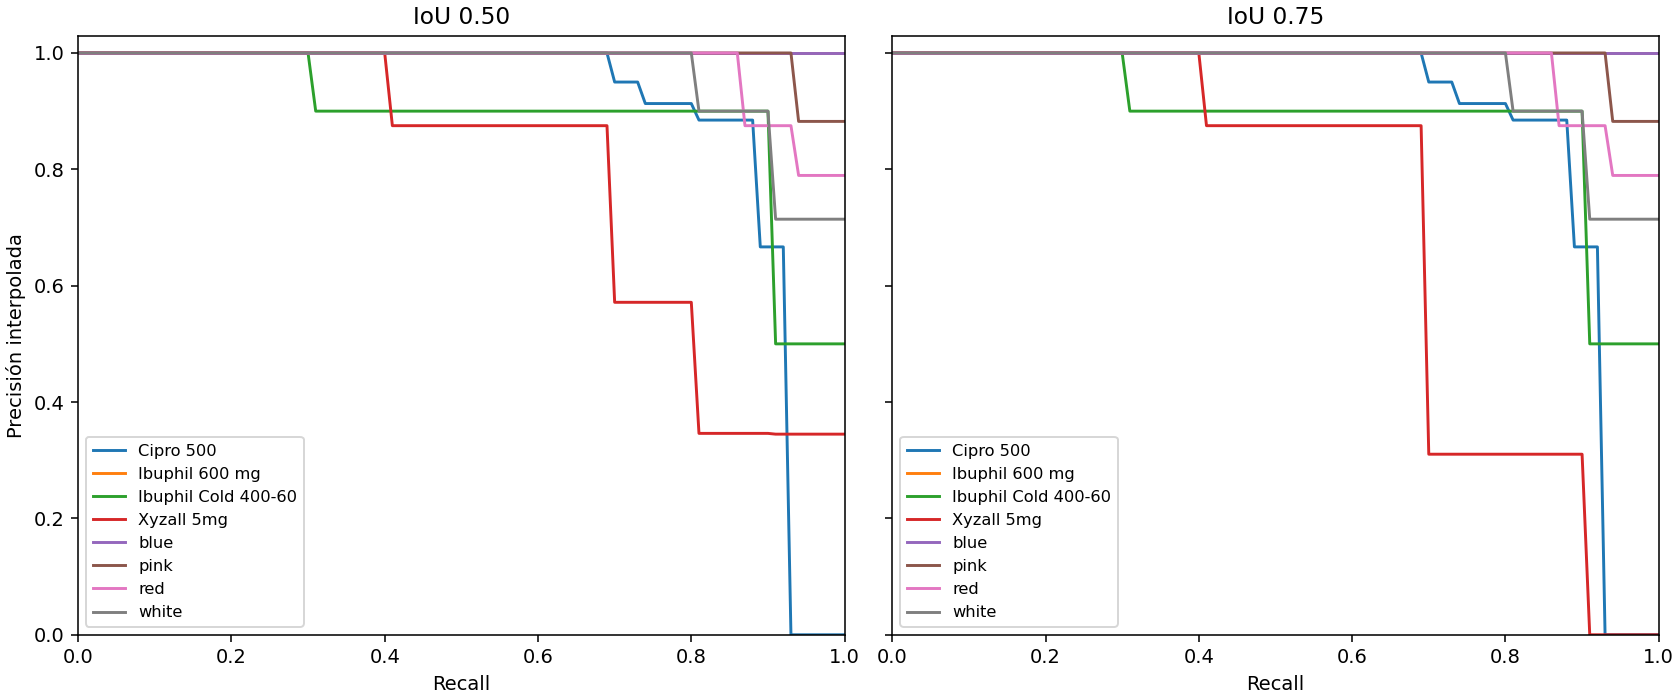 IoU 0.50
Precisión interpolada
1.0
0.8
0.6
0.4
0.2
0.0
Cipro 500
Ibuphil 600 mg
Ibuphil Cold 400-60
Xyzall 5mg
blue
pink
red
white
0.0 0.2 0.4 0.6 0.8 1.0
Recall
IoU 0.75
Cipro 500
Ibuphil 600 mg
Ibuphil Cold 400-60
Xyzall 5mg
blue
pink
red
white
0.0 0.2 0.4 0.6 0.8 1.0
Recall